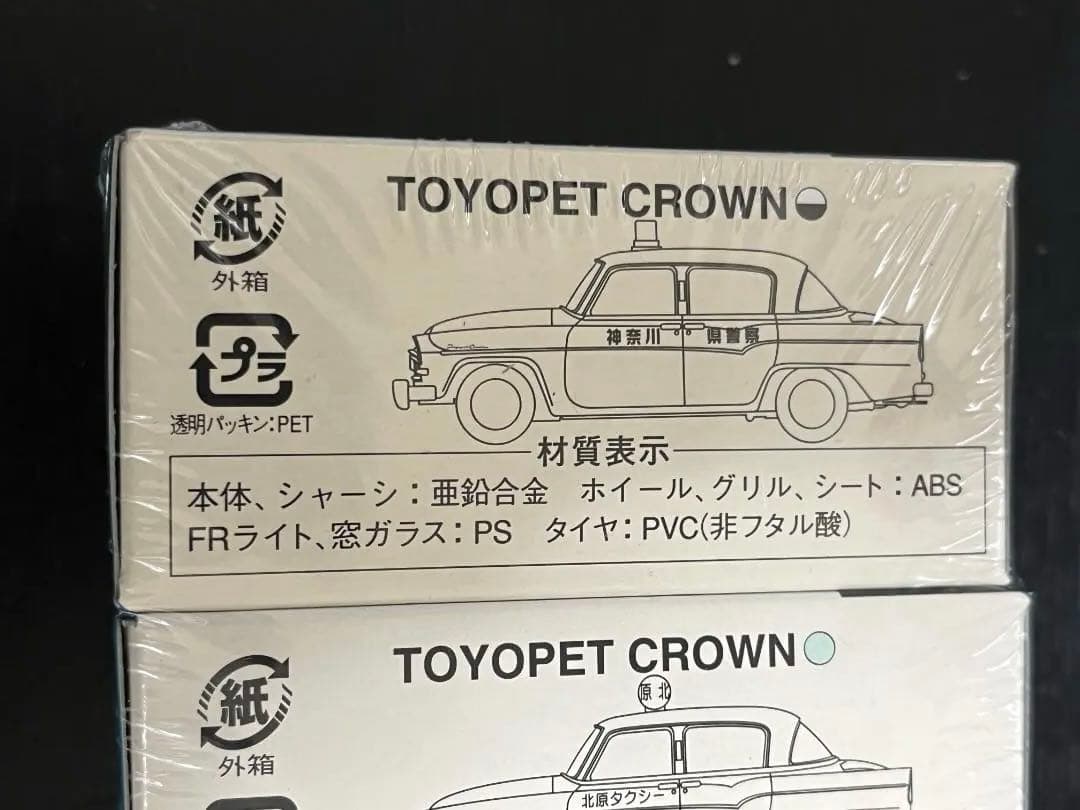 TOYOPET CROWN
紙
外箱
神奈川 県警察
プラ
透明パッキン:PET
材質表示
本体、シャーシ:亜鉛合金 ホイール、グリル、シート:ABS
FRライト、窓ガラス:PS タイヤ:PVC(非フタル酸)
TOYOPET CROWN
紙
原北
外箱
北原タクシー